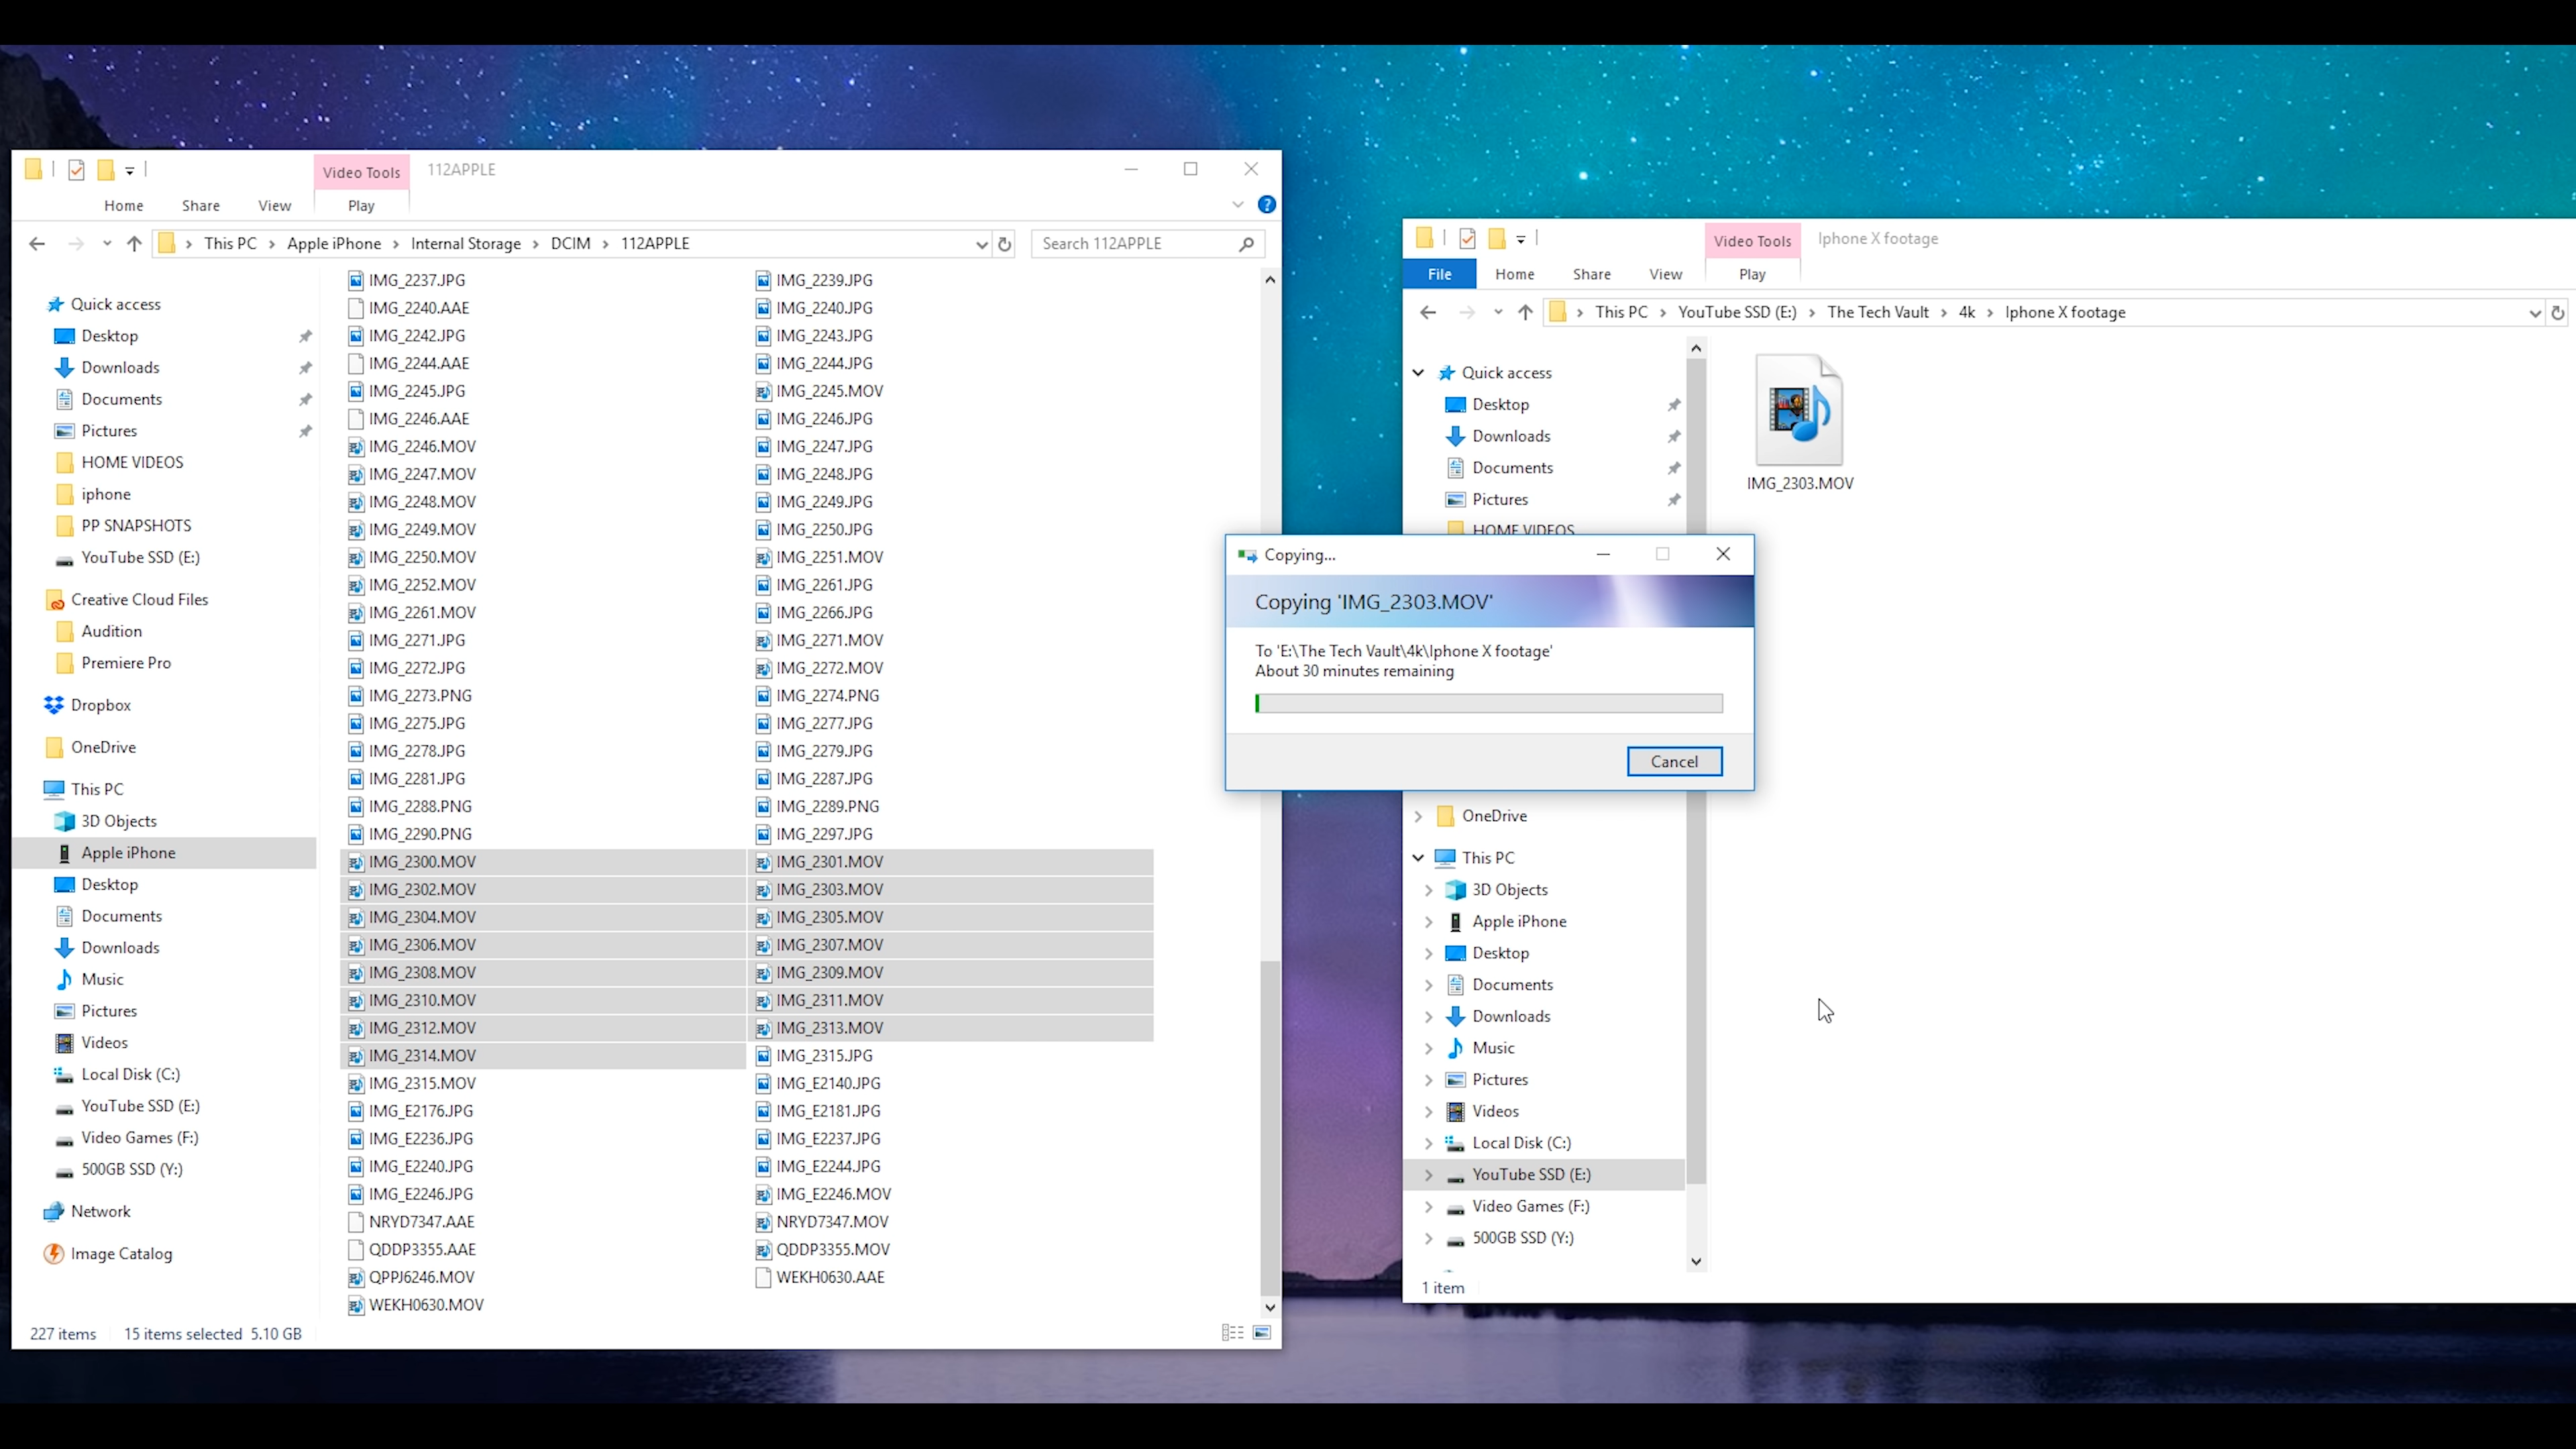 Video Tools
112APPLE
Home
Share
View
Play
This PC
Apple iPhone
Internal Storage
DCIM
112APPLE
Search 112APPLE
Quick access
Desktop
Downloads
Documents
Pictures
HOME VIDEOS
iphone
PP SNAPSHOTS
YouTube SSD (E:)
Creative Cloud Files
Audition
Premiere Pro
Dropbox
OneDrive
This PC
3D Objects
Apple iPhone
Desktop
Documents
Downloads
Music
Pictures
Videos
Local Disk (C:)
YouTube SSD (E:)
Video Games (F:)
500GB SSD (Y:)
Network
Image Catalog
IMG_2237.JPG IMG_2239.JPG
IMG_2240.AAE IMG_2240.JPG
IMG_2242.JPG IMG_2243.JPG
IMG_2244.AAE IMG_2244.JPG
IMG_2245.JPG IMG_2245.MOV
IMG_2246.AAE IMG_2246.JPG
IMG_2246.MOV IMG_2247.JPG
IMG_2247.MOV IMG_2248.JPG
IMG_2248.MOV IMG_2249.JPG
IMG_2249.MOV IMG_2250.JPG
IMG_2250.MOV IMG_2251.MOV
IMG_2252.MOV IMG_2261.JPG
IMG_2261.MOV IMG_2266.JPG
IMG_2271.JPG IMG_2271.MOV
IMG_2272.JPG IMG_2272.MOV
IMG_2273.PNG IMG_2274.PNG
IMG_2275.JPG IMG_2277.JPG
IMG_2278.JPG IMG_2279.JPG
IMG_2281.JPG IMG_2287.JPG
IMG_2288.PNG IMG_2289.PNG
IMG_2290.PNG IMG_2297.JPG
IMG_2300.MOV IMG_2301.MOV
IMG_2302.MOV IMG_2303.MOV
IMG_2304.MOV IMG_2305.MOV
IMG_2306.MOV IMG_2307.MOV
IMG_2308.MOV IMG_2309.MOV
IMG_2310.MOV IMG_2311.MOV
IMG_2312.MOV IMG_2313.MOV
IMG_2314.MOV IMG_2315.JPG
IMG_2315.MOV IMG_E2140.JPG
IMG_E2176.JPG IMG_E2181.JPG
IMG_E2236.JPG IMG_E2237.JPG
IMG_E2240.JPG IMG_E2244.JPG
IMG_E2246.JPG IMG_E2246.MOV
NRYD7347.AAE NRYD7347.MOV
QDDP3355.AAE QDDP3355.MOV
QPPJ6246.MOV WEKH0630.AAE
WEKH0630.MOV
227 items 15 items selected 5.10 GB
Video Tools
Iphone X footage
File
Home
Share
View
Play
This PC
YouTube SSD (E:)
The Tech Vault
4k
Iphone X footage
Quick access
Desktop
Downloads
Documents
Pictures
HOME VIDEOS
IMG_2303.MOV
Copying...
Copying 'IMG_2303.MOV'
To 'E:\The Tech Vault\4k\Iphone X footage'
About 30 minutes remaining
Cancel
OneDrive
This PC
3D Objects
Apple iPhone
Desktop
Documents
Downloads
Music
Pictures
Videos
Local Disk (C:)
YouTube SSD (E:)
Video Games (F:)
500GB SSD (Y:)
1 item